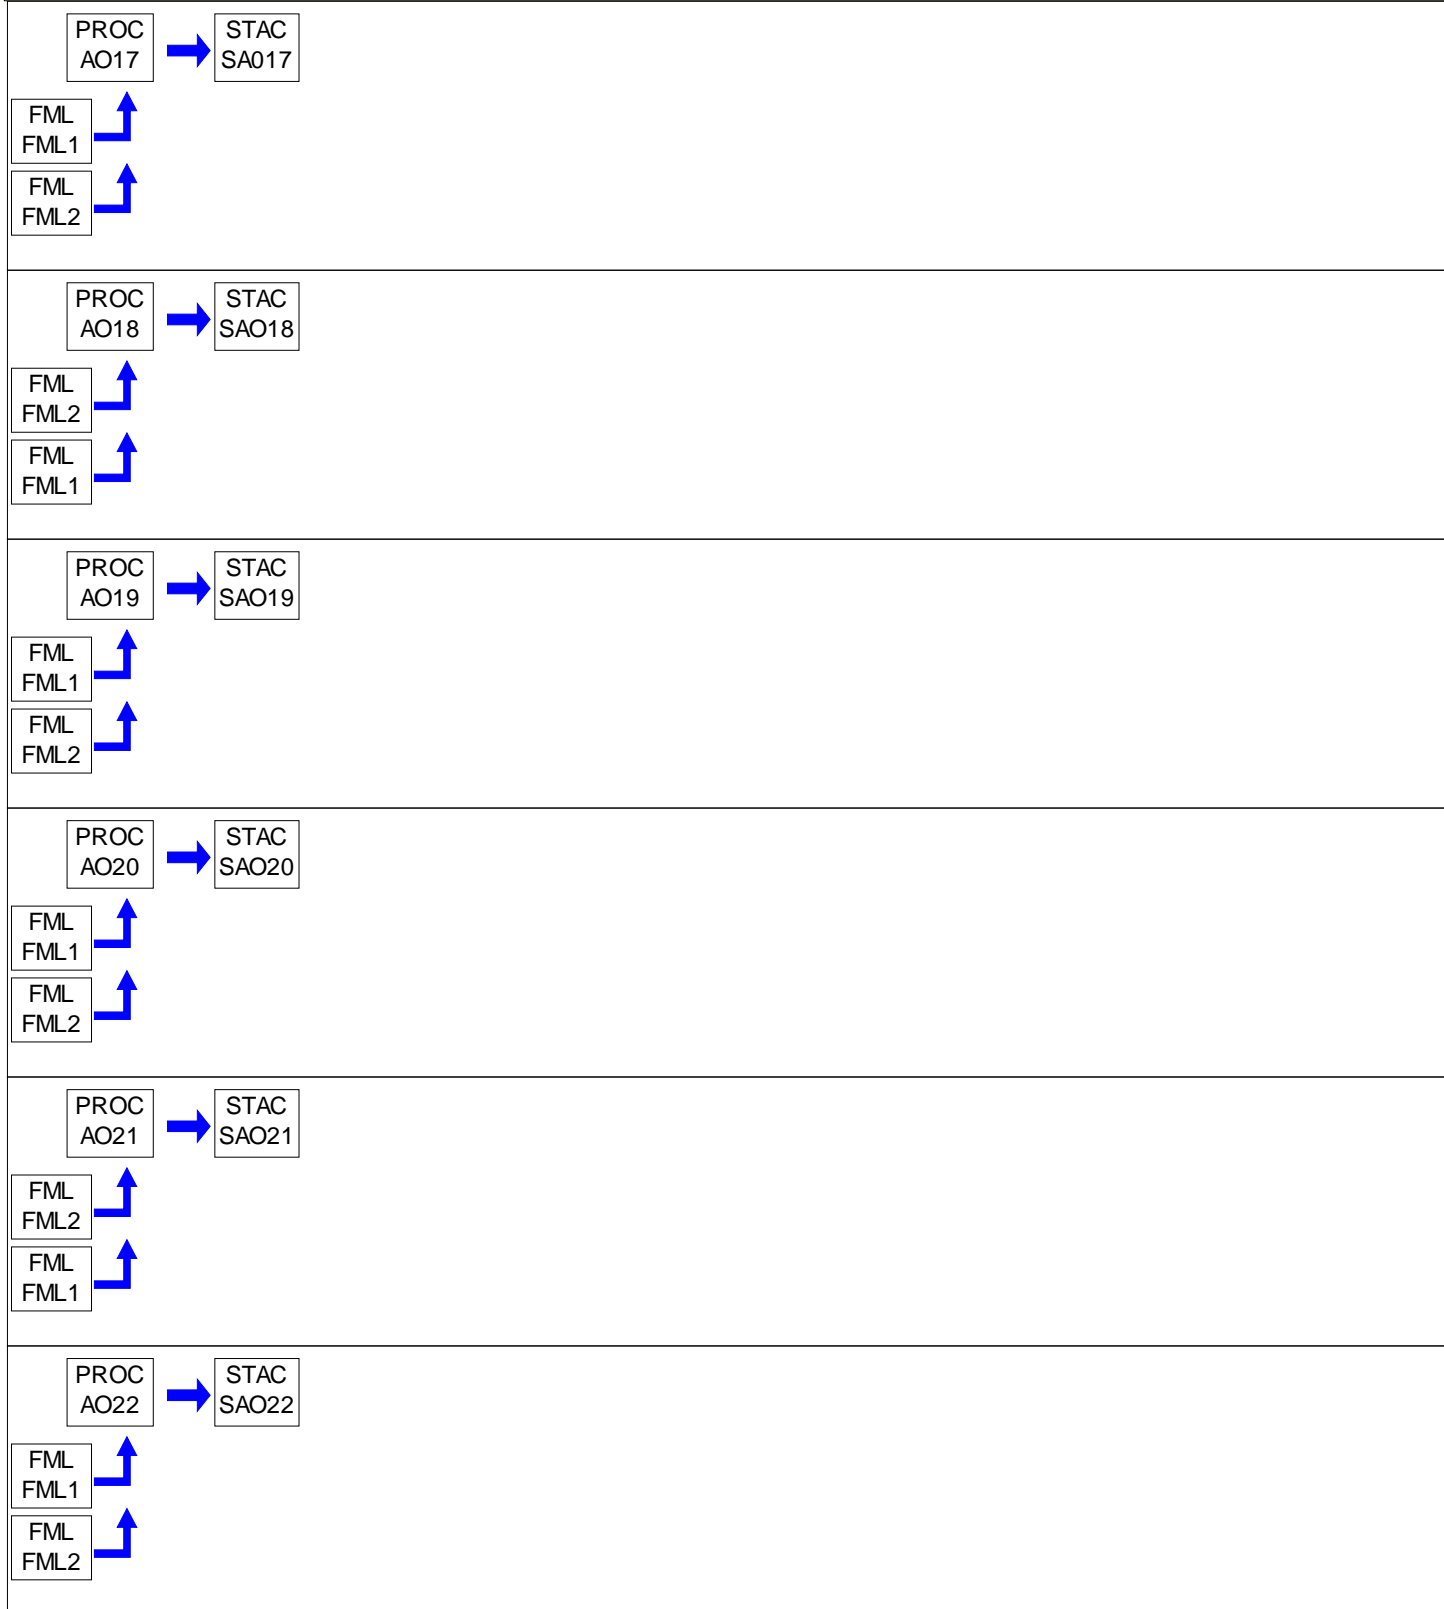 PROC
AO17
STAC
SA017
FML
FML1
FML
FML2
PROC
AO18
STAC
SAO18
FML
FML2
FML
FML1
PROC
AO19
STAC
SAO19
FML
FML1
FML
FML2
PROC
AO20
STAC
SAO20
FML
FML1
FML
FML2
PROC
AO21
STAC
SAO21
FML
FML2
FML
FML1
PROC
AO22
STAC
SAO22
FML
FML1
FML
FML2